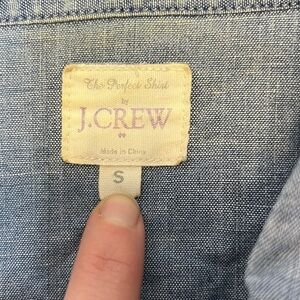 The Perfect Shirt
by
J.CREW
Made in China
S